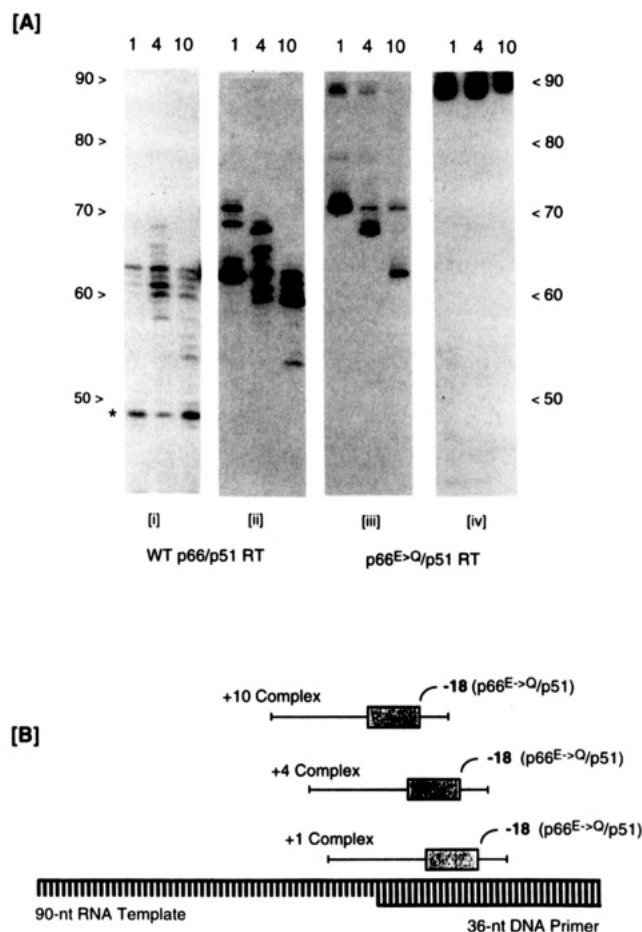 [A]
1 4 10 1 4 10 1 4 10 1 4 10
90 > < 90
80 > < 80
70 > < 70
60 > < 60
50 > < 50
*
[i] [ii] [iii] [iv]
WT p66/p51 RT p66E>Q/p51 RT
[B]
+10 Complex -18 (p66E->Q/p51)
+4 Complex -18 (p66E->Q/p51)
+1 Complex -18 (p66E->Q/p51)
90-nt RNA Template
36-nt DNA Primer